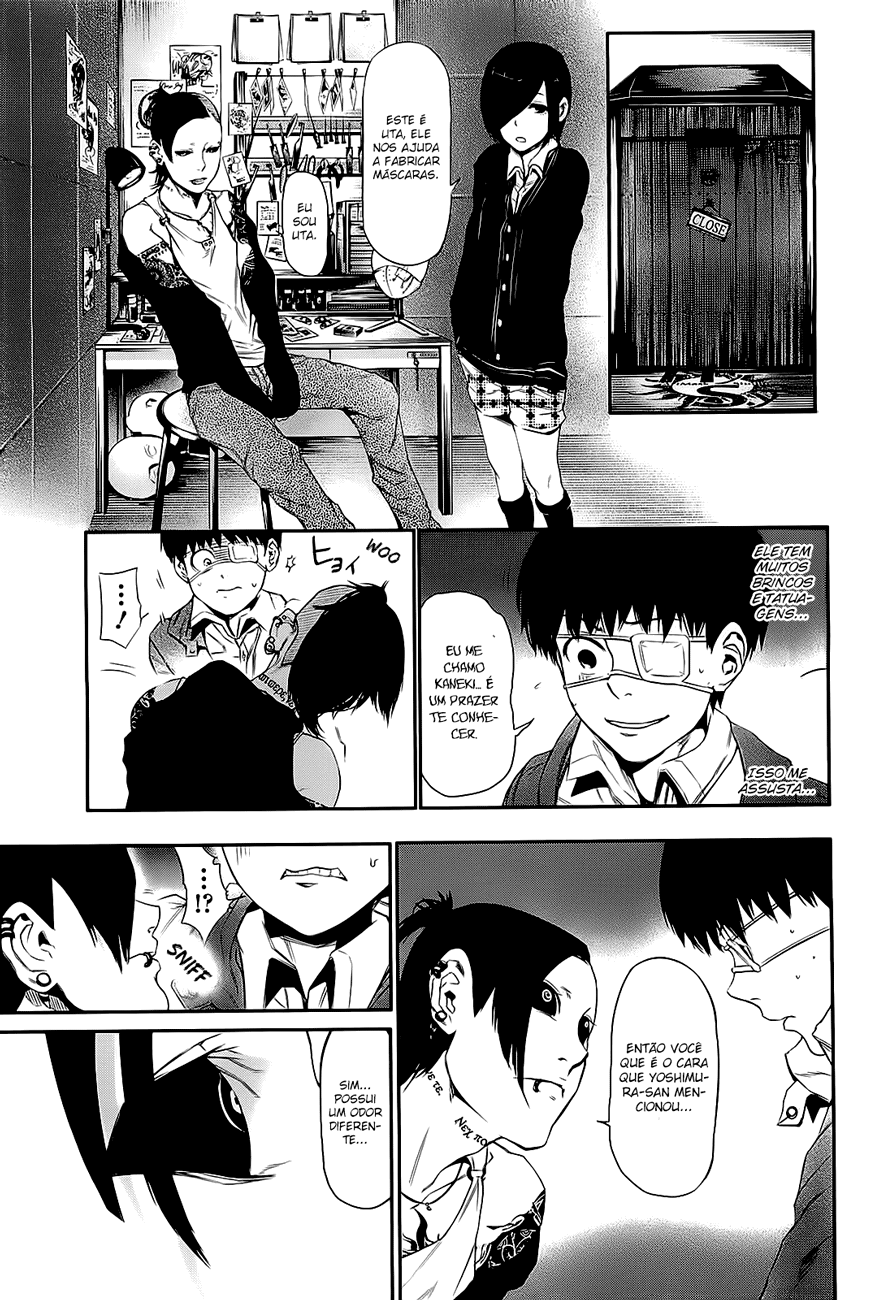 CLOSE
ESTE É
UTA, ELE
NOS AJUDA
A FABRICAR
MÁSCARAS.
EU
SOU
UTA.
ELE TEM
MUITOS
BRINCOS
E TATUA-
GENS...
EU ME
CHAMO
KANEKI... É
UM PRAZER
TE CONHE-
CER.
ISSO ME
ASSUSTA...
ヒョイ
WOO
...!
ENTÃO VOCÊ
QUE É O CARA
QUE YOSHIMU-
RA-SAN MEN-
CIONOU...
...!?
SNIFF
SIM...
POSSUI
UM ODOR
DIFEREN-
TE...